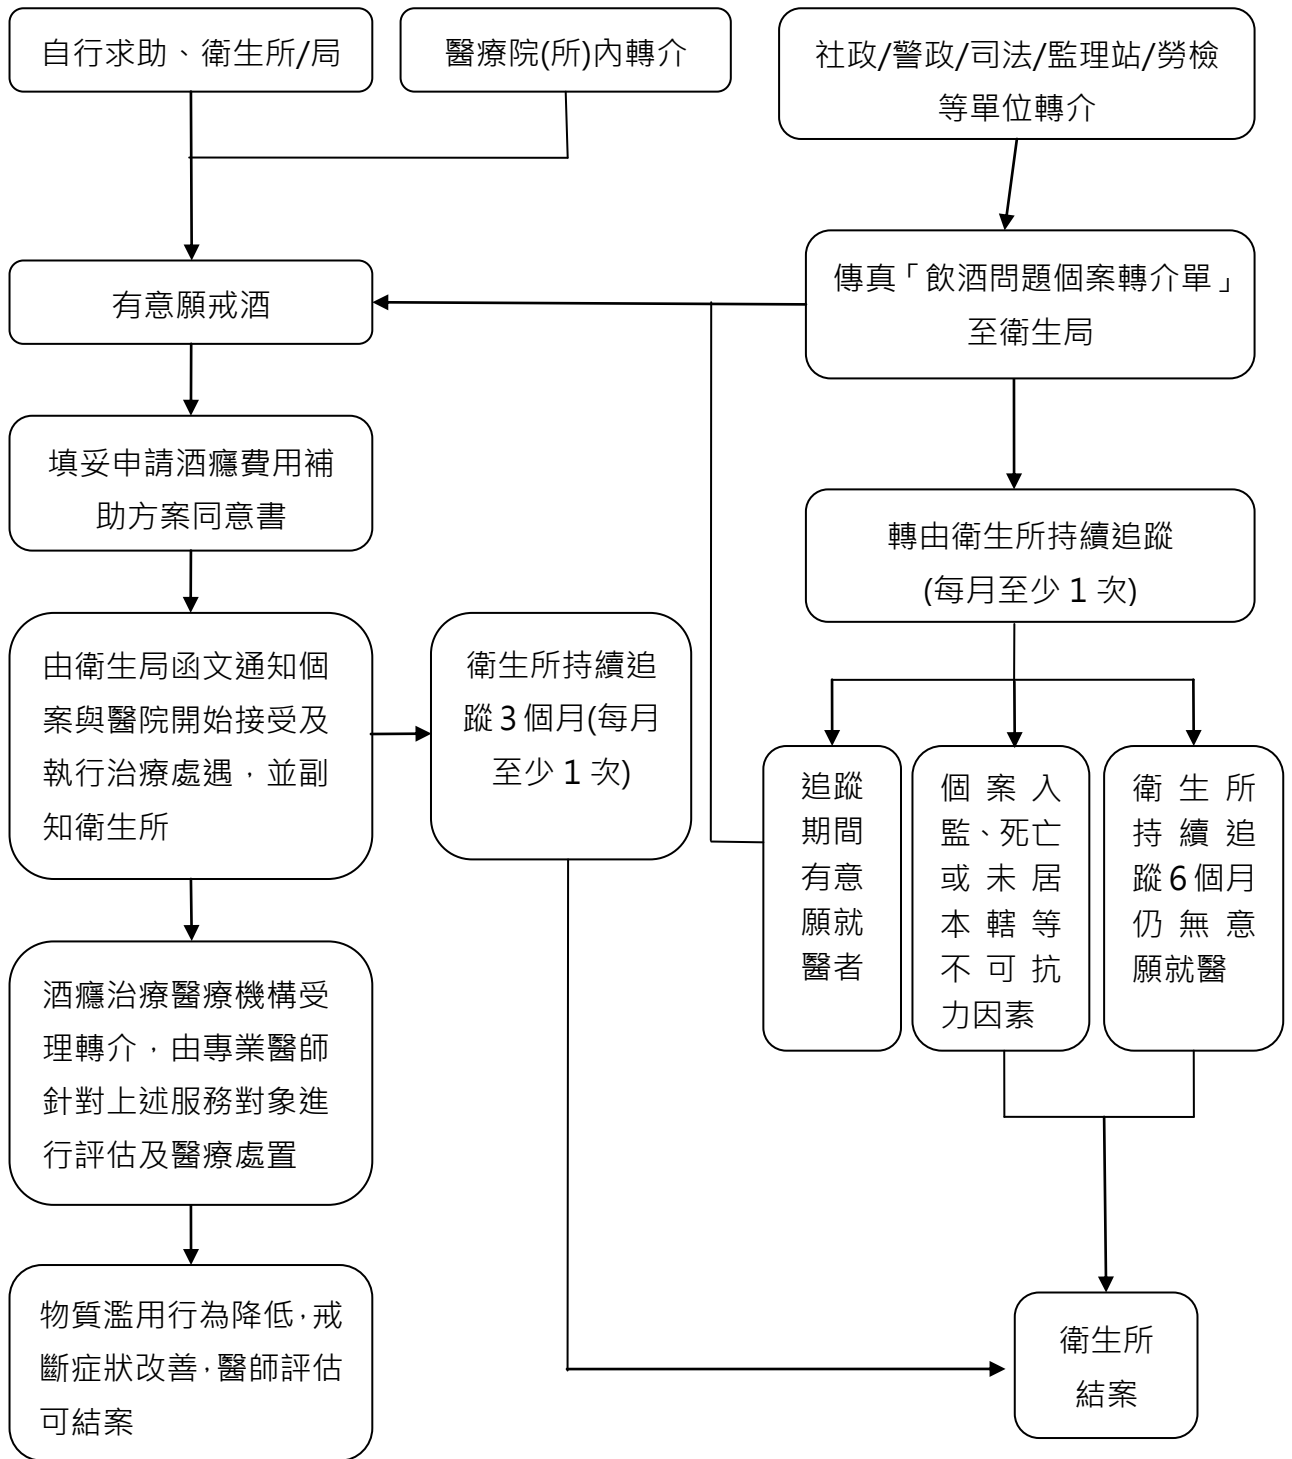 自行求助、衛生所/局
醫療院(所)內轉介
社政/警政/司法/監理站/勞檢
等單位轉介
傳真「飲酒問題個案轉介單」
至衛生局
有意願戒酒
填妥申請酒癮費用補
助方案同意書
轉由衛生所持續追蹤
(每月至少1次)
由衛生局函文通知個
案與醫院開始接受及
執行治療處遇，並副
知衛生所
衛生所持續追
蹤3個月(每月
至少1次)
追蹤
期間
有意
願就
醫者
個案入
監、死亡
或未居
本轄等
不可抗
力因素
衛生所
持續追
蹤6個月
仍無意
願就醫
酒癮治療醫療機構受
理轉介，由專業醫師
針對上述服務對象進
行評估及醫療處置
物質濫用行為降低，戒
斷症狀改善，醫師評估
可結案
衛生所
結案